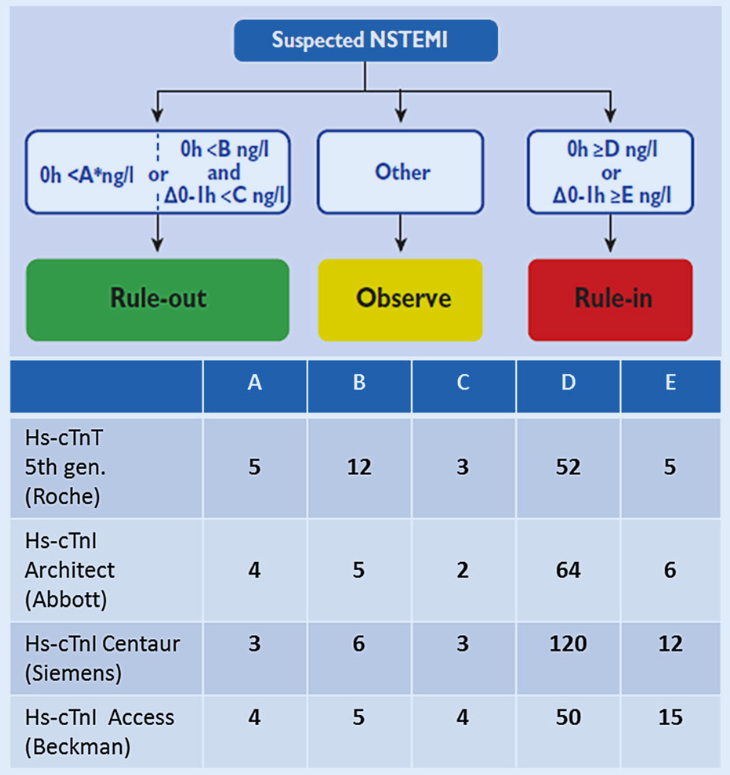 Suspected NSTEMI
0h <A*ng/l
or
0h <B ng/l
and
Δ0-1h <C ng/l
Other
0h ≥D ng/l
or
Δ0-1h ≥E ng/l
Rule-out
Observe
Rule-in
A B C D E
Hs-cTnT
5th gen.
(Roche)
5 12 3 52 5
Hs-cTnI
Architect
(Abbott)
4 5 2 64 6
Hs-cTnI Centaur
(Siemens)
3 6 3 120 12
Hs-cTnI Access
(Beckman)
4 5 4 50 15